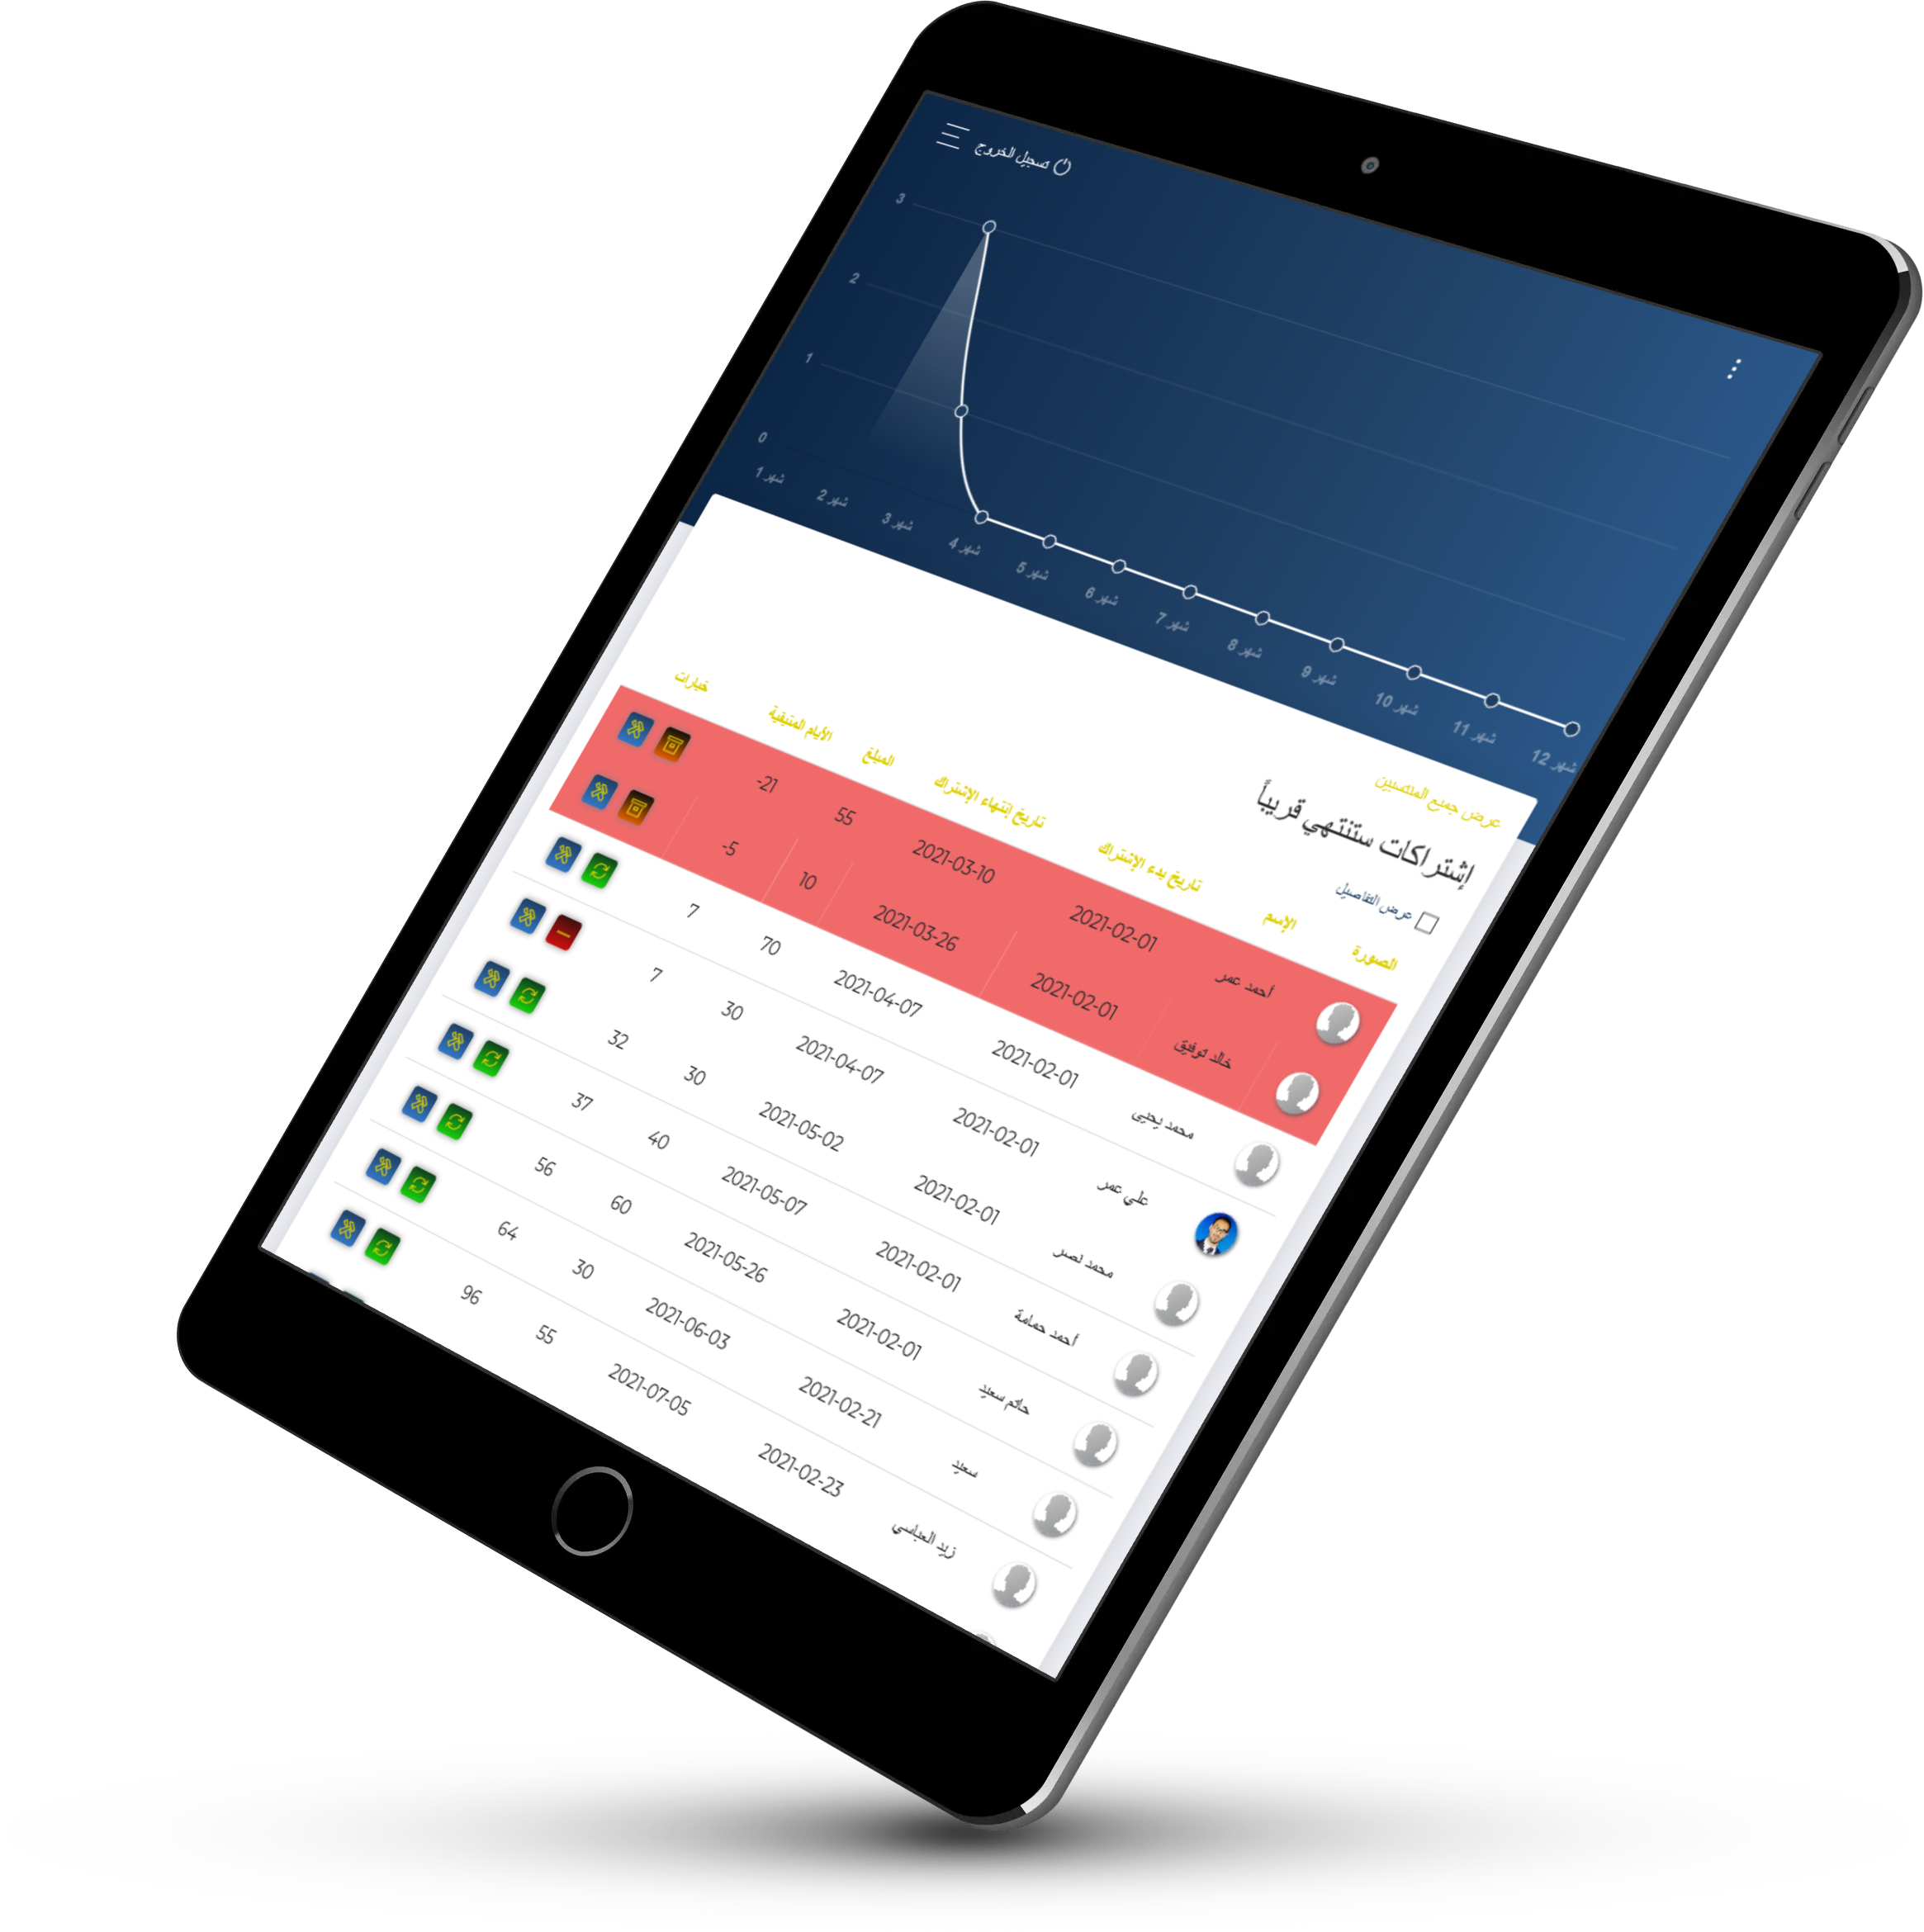 تسجيل الخروج
3
2
1
0
شهر 1 شهر 2 شهر 3 شهر 4 شهر 5 شهر 6 شهر 7 شهر 8 شهر 9 شهر 10 شهر 11 شهر 12
عرض جميع المنتسبين
إشتراكات ستنتهي قريباً
عرض التفاصيل
الصورة الإسم تاريخ بدء الإشتراك تاريخ إنتهاء الإشتراك المبلغ الأيام المتبقية خيارات
أحمد عمر 2021-02-01 2021-03-10 55 -21
خالد توفيق 2021-02-01 2021-03-26 10 -5
محمد يحيى 2021-02-01 2021-04-07 70 7
علي عمر 2021-02-01 2021-04-07 30 7
محمد نصر 2021-02-01 2021-05-02 30 32
أحمد حمامة 2021-02-01 2021-05-07 40 37
حاتم سعيد 2021-02-01 2021-05-26 60 56
سعيد 2021-02-21 2021-06-03 30 64
زيد العباسي 2021-02-23 2021-07-05 55 96